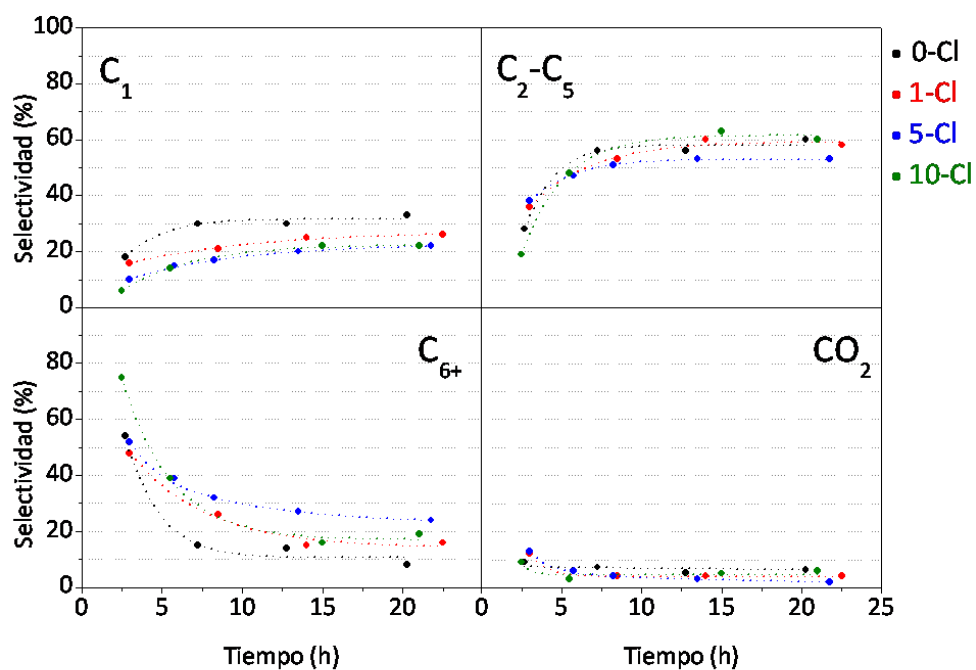 100
80
60
40
20
0
Selectividad (%)
C1
C2-C5
0-Cl
1-Cl
5-Cl
10-Cl
80
60
40
20
0
Selectividad (%)
C6+
CO2
0 5 10 15 20 0 5 10 15 20 25
Tiempo (h) Tiempo (h)